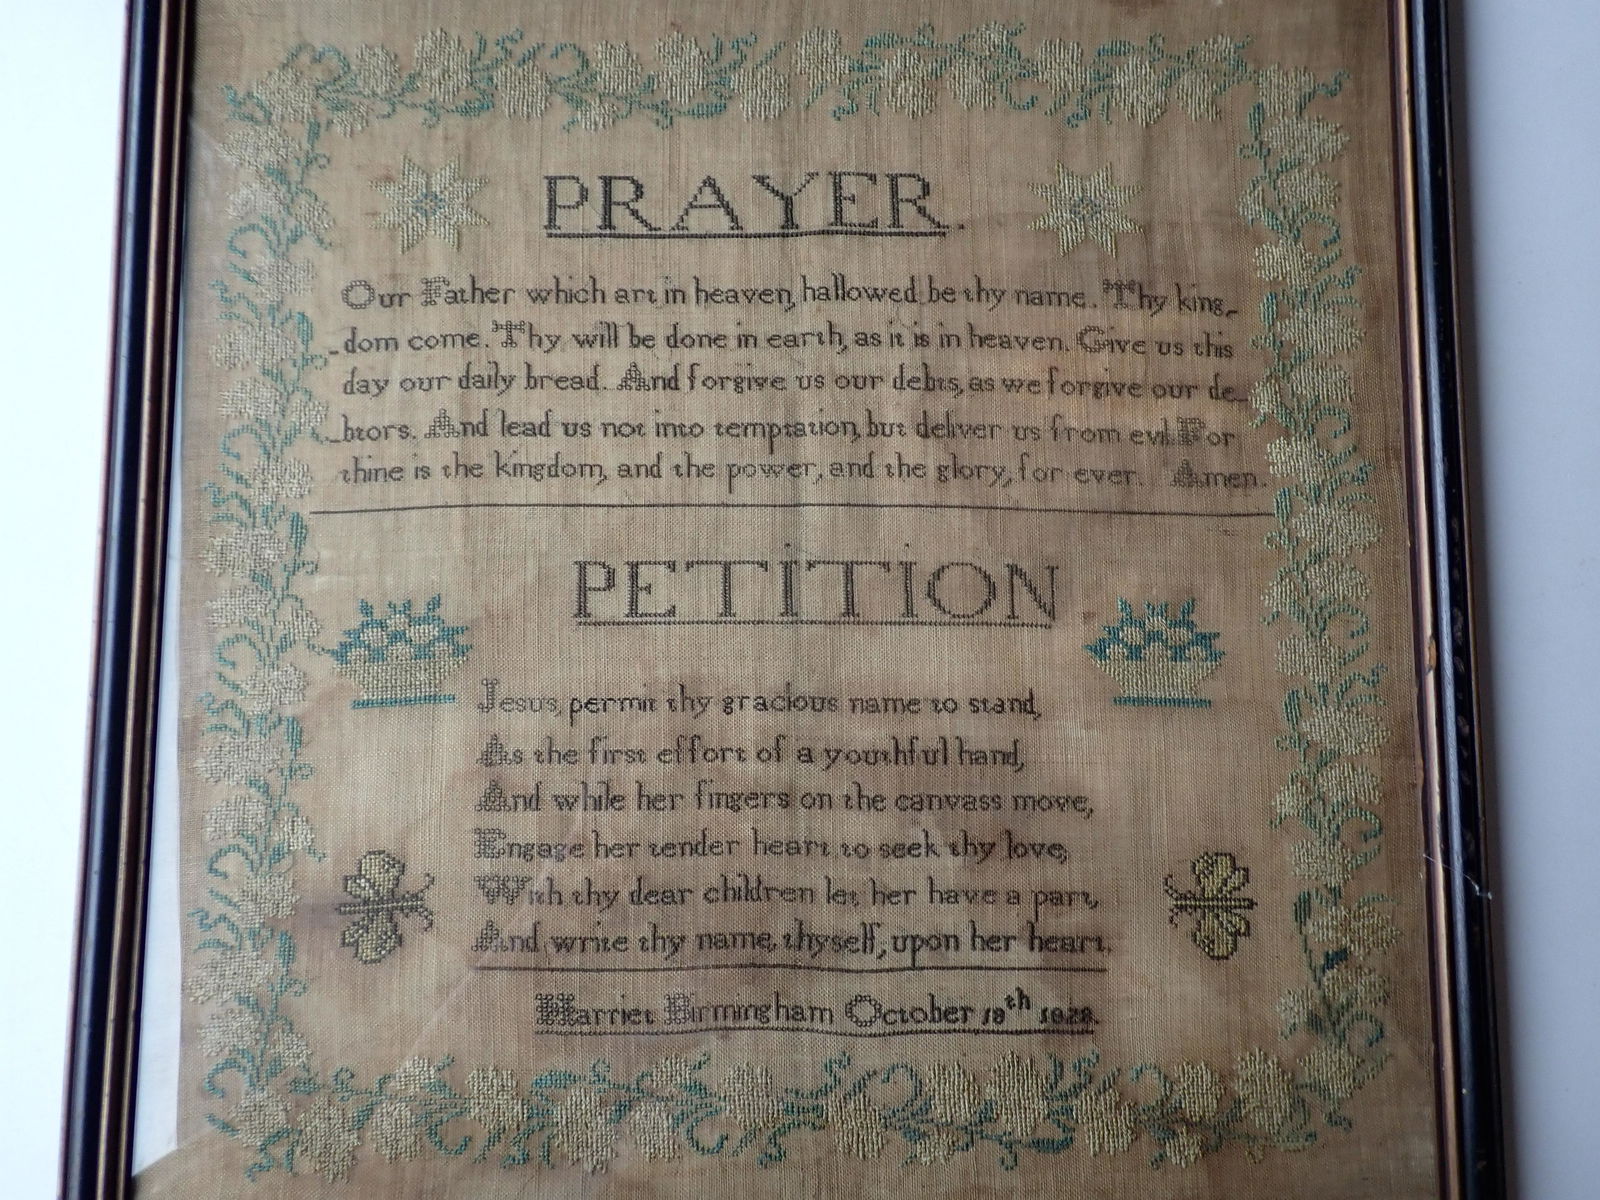 PRAYER.
Our Father which art in heaven, hallowed be thy name. Thy king-
-dom come. Thy will be done in earth, as it is in heaven. Give us this
day our daily bread. And forgive us our debts, as we forgive our de-
-btors. And lead us not into temptation, but deliver us from evil. For
thine is the kingdom, and the power, and the glory, for ever. Amen.
PETITION
Jesus, permit thy gracious name to stand,
As the first effort of a youthful hand,
And while her fingers on the canvass move,
Engage her tender heart to seek thy love,
With thy dear children let her have a part,
And write thy name, thyself, upon her heart.
Harriet Birmingham October 18th 1828.